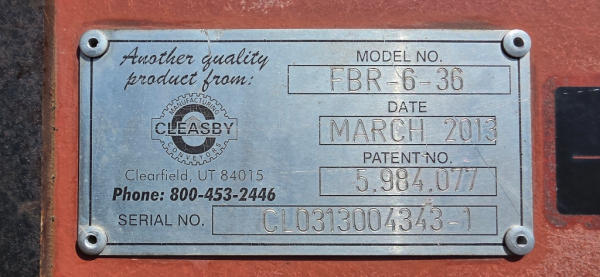 Another quality
product from:
MANUFACTURING
CLEASBY
CONVEYORS
Clearfield, UT 84015
Phone: 800-453-2446
MODEL NO.
FBR-6-36
DATE
MARCH 2013
PATENT NO.
5,984,077
SERIAL NO. CL0313004343-1